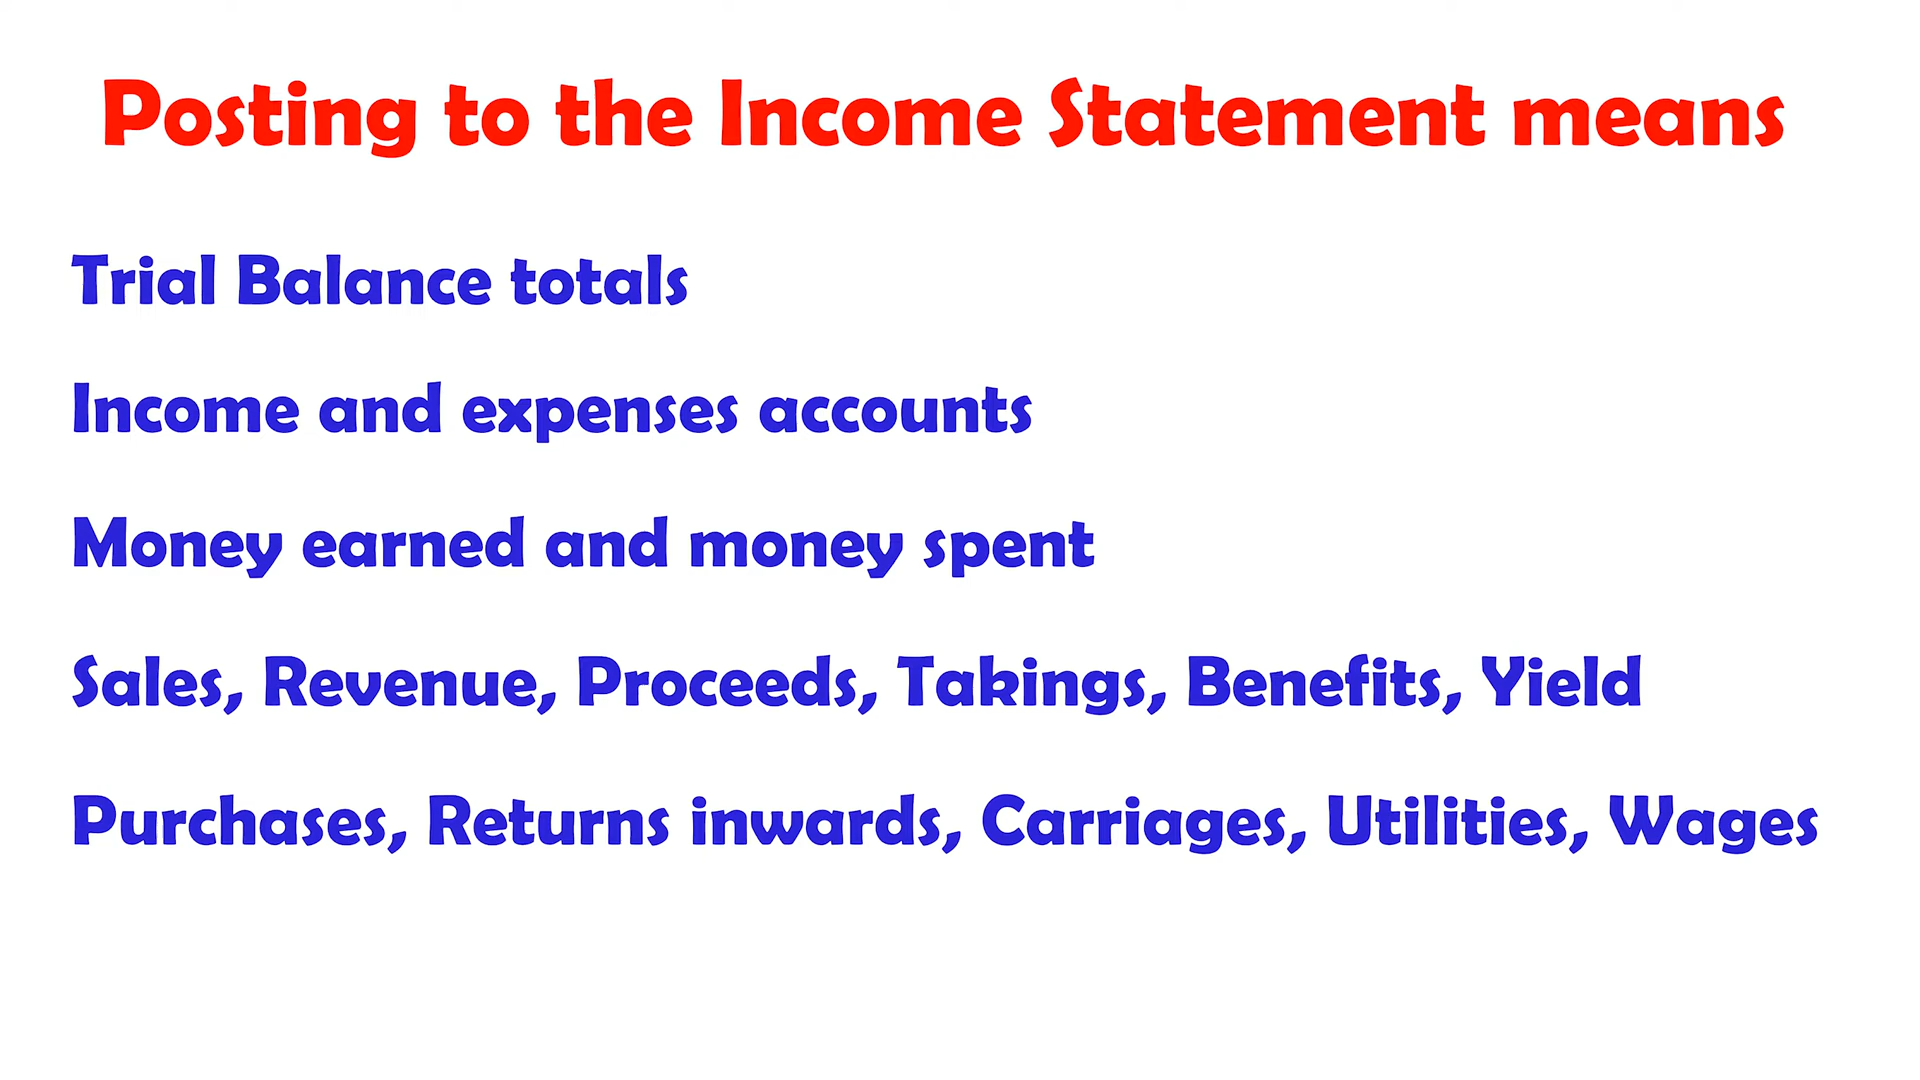 Posting to the Income Statement means
Trial Balance totals
Income and expenses accounts
Money earned and money spent
Sales, Revenue, Proceeds, Takings, Benefits, Yield
Purchases, Returns inwards, Carriages, Utilities, Wages